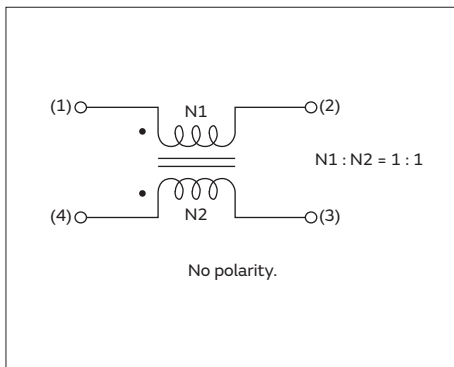 (1) N1 (2)
N1 : N2 = 1 : 1
(4) N2 (3)
No polarity.